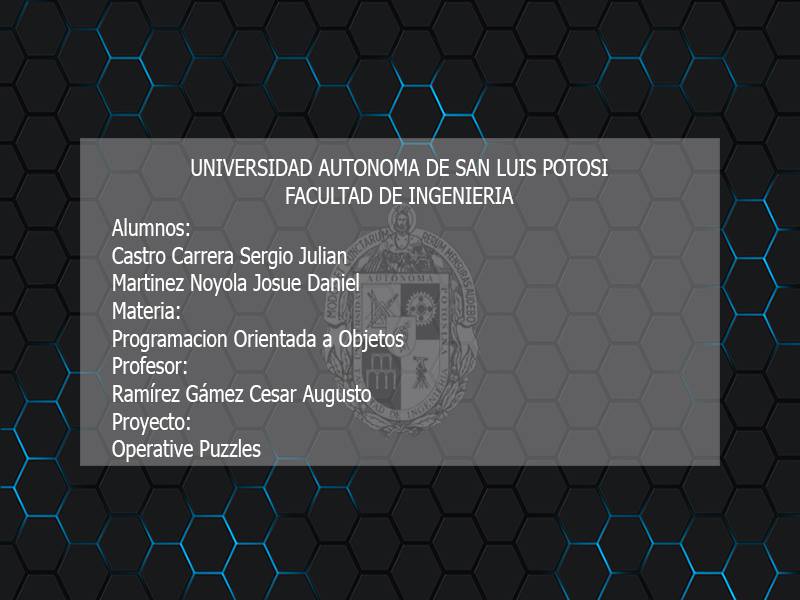 UNIVERSIDAD AUTONOMA DE SAN LUIS POTOSI
FACULTAD DE INGENIERIA
Alumnos:
Castro Carrera Sergio Julian
Martinez Noyola Josue Daniel
Materia:
Programacion Orientada a Objetos
Profesor:
Ramírez Gámez Cesar Augusto
Proyecto:
Operative Puzzles